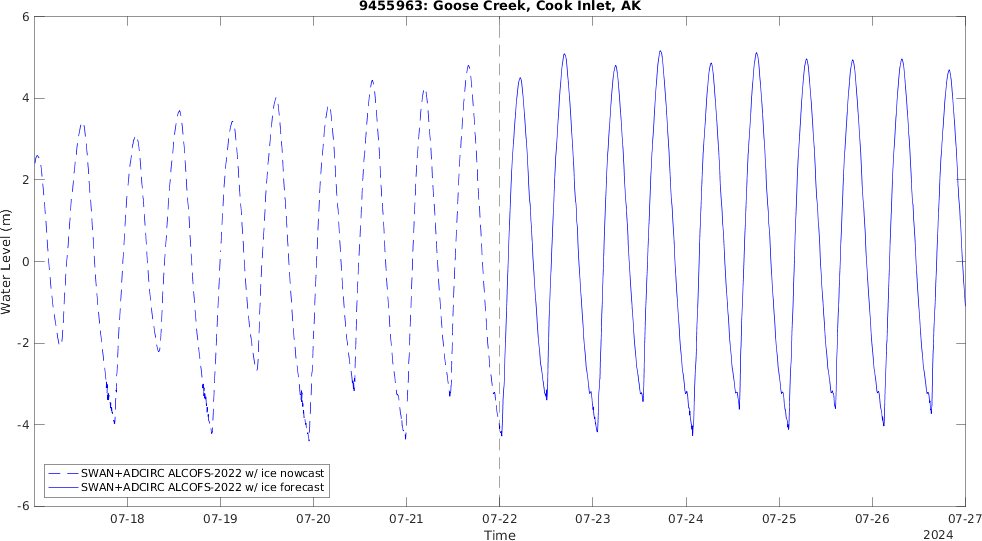 9455963: Goose Creek, Cook Inlet, AK
6
4
2
0
-2
-4
-6
Water Level (m)
SWAN+ADCIRC ALCOFS-2022 w/ ice nowcast
SWAN+ADCIRC ALCOFS-2022 w/ ice forecast
07-18 07-19 07-20 07-21 07-22 07-23 07-24 07-25 07-26 07-27
Time
2024